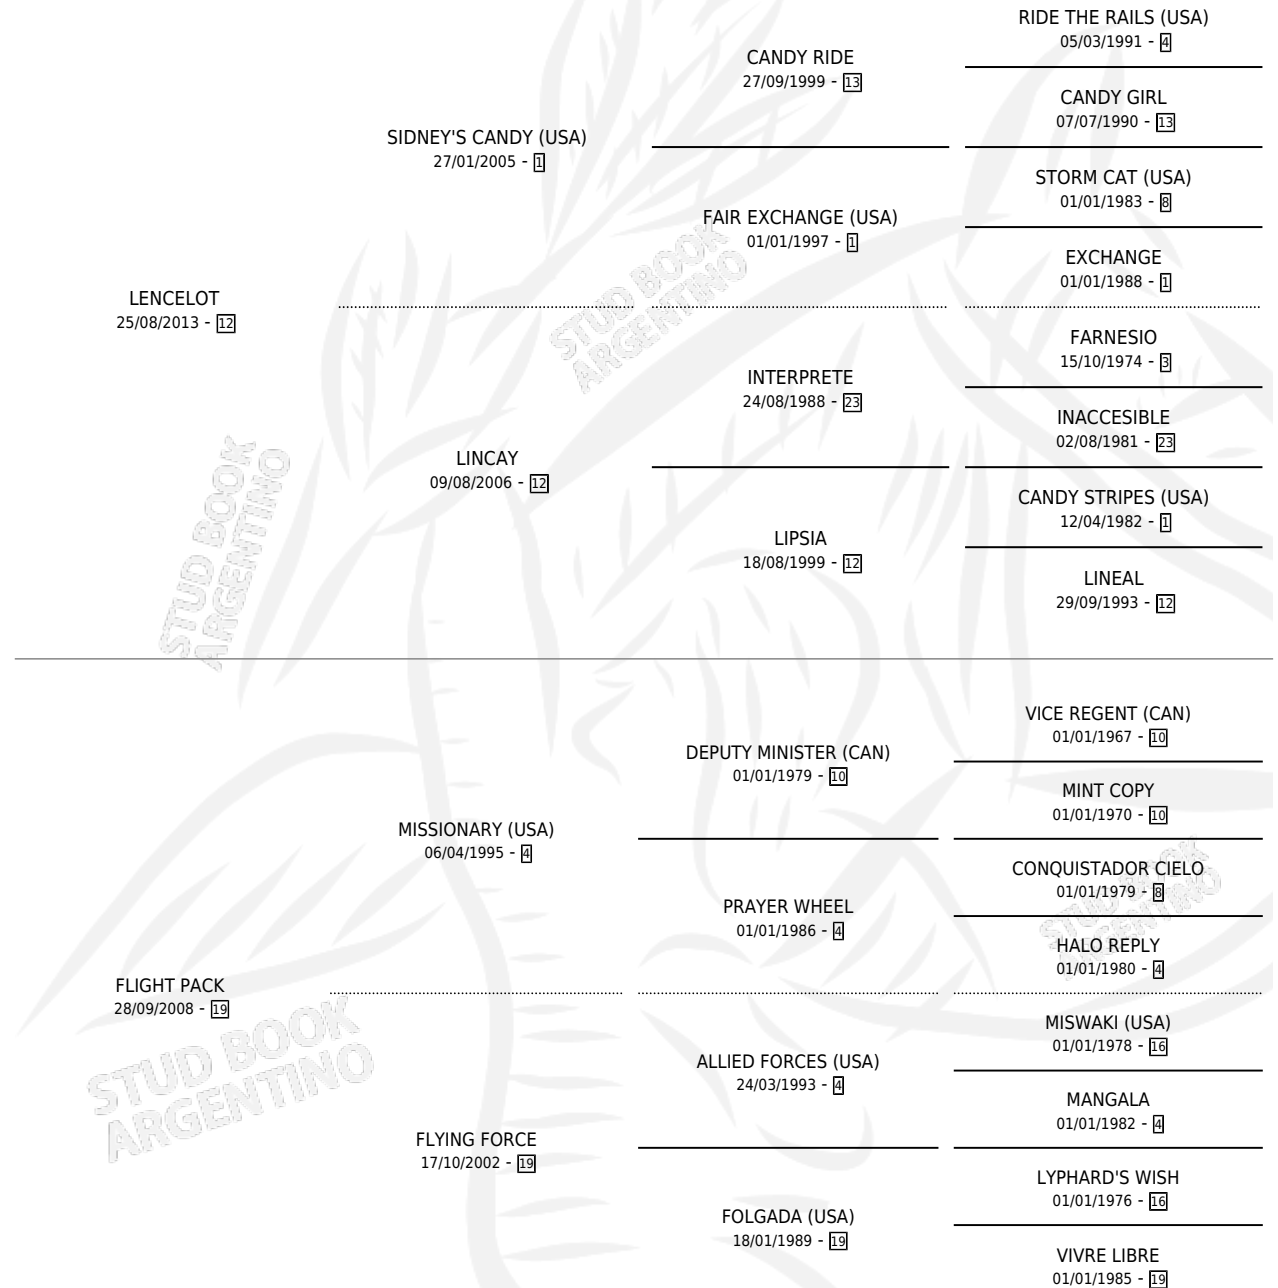 RIDE THE RAILS (USA)
05/03/1991 - 4
CANDY RIDE
27/09/1999 - 13
CANDY GIRL
07/07/1990 - 13
SIDNEY'S CANDY (USA)
27/01/2005 - 1
STORM CAT (USA)
01/01/1983 - 8
FAIR EXCHANGE (USA)
01/01/1997 - 1
EXCHANGE
01/01/1988 - 1
STUD BOOK
ARGENTINO
LENCELOT
25/08/2013 - 12
FARNESIO
15/10/1974 - 3
INTERPRETE
24/08/1988 - 23
INACCESIBLE
02/08/1981 - 23
LINCAY
09/08/2006 - 12
CANDY STRIPES (USA)
12/04/1982 - 1
LIPSIA
18/08/1999 - 12
LINEAL
29/09/1993 - 12
STUD BOOK
ARGENTINO
VICE REGENT (CAN)
01/01/1967 - 10
DEPUTY MINISTER (CAN)
01/01/1979 - 10
MINT COPY
01/01/1970 - 10
MISSIONARY (USA)
06/04/1995 - 4
CONQUISTADOR CIELO
01/01/1979 - 8
PRAYER WHEEL
01/01/1986 - 4
HALO REPLY
01/01/1980 - 4
STUD BOOK
ARGENTINO
FLIGHT PACK
28/09/2008 - 19
MISWAKI (USA)
01/01/1978 - 16
ALLIED FORCES (USA)
24/03/1993 - 4
MANGALA
01/01/1982 - 4
STUD BOOK
ARGENTINO
FLYING FORCE
17/10/2002 - 19
LYPHARD'S WISH
01/01/1976 - 16
FOLGADA (USA)
18/01/1989 - 19
VIVRE LIBRE
01/01/1985 - 19